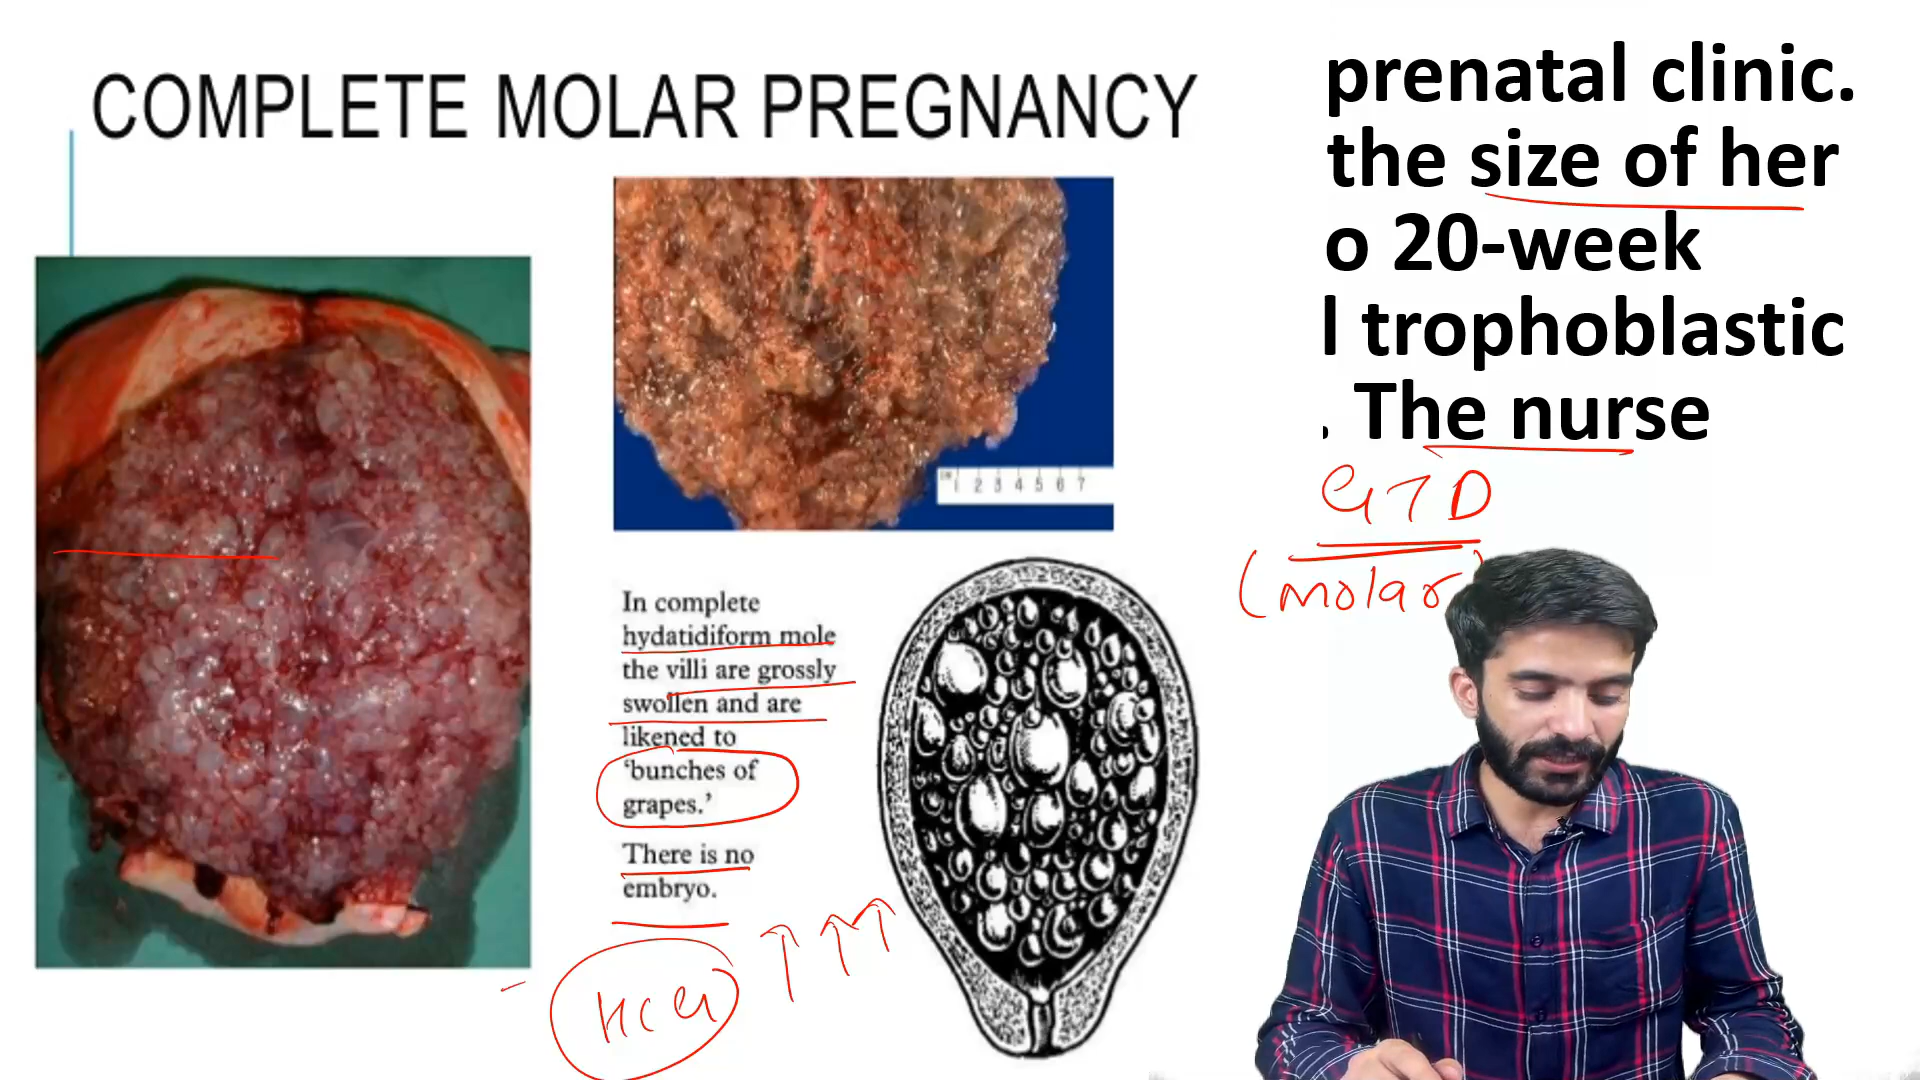 COMPLETE MOLAR PREGNANCY
prenatal clinic.
the size of her
o 20-week
l trophoblastic
. The nurse
GTD
(molar)
1 2 3 4 5 6 7
In complete
hydatidiform mole
the villi are grossly
swollen and are
likened to
‘bunches of
grapes.’
There is no
embryo.
HCG ↑↑↑